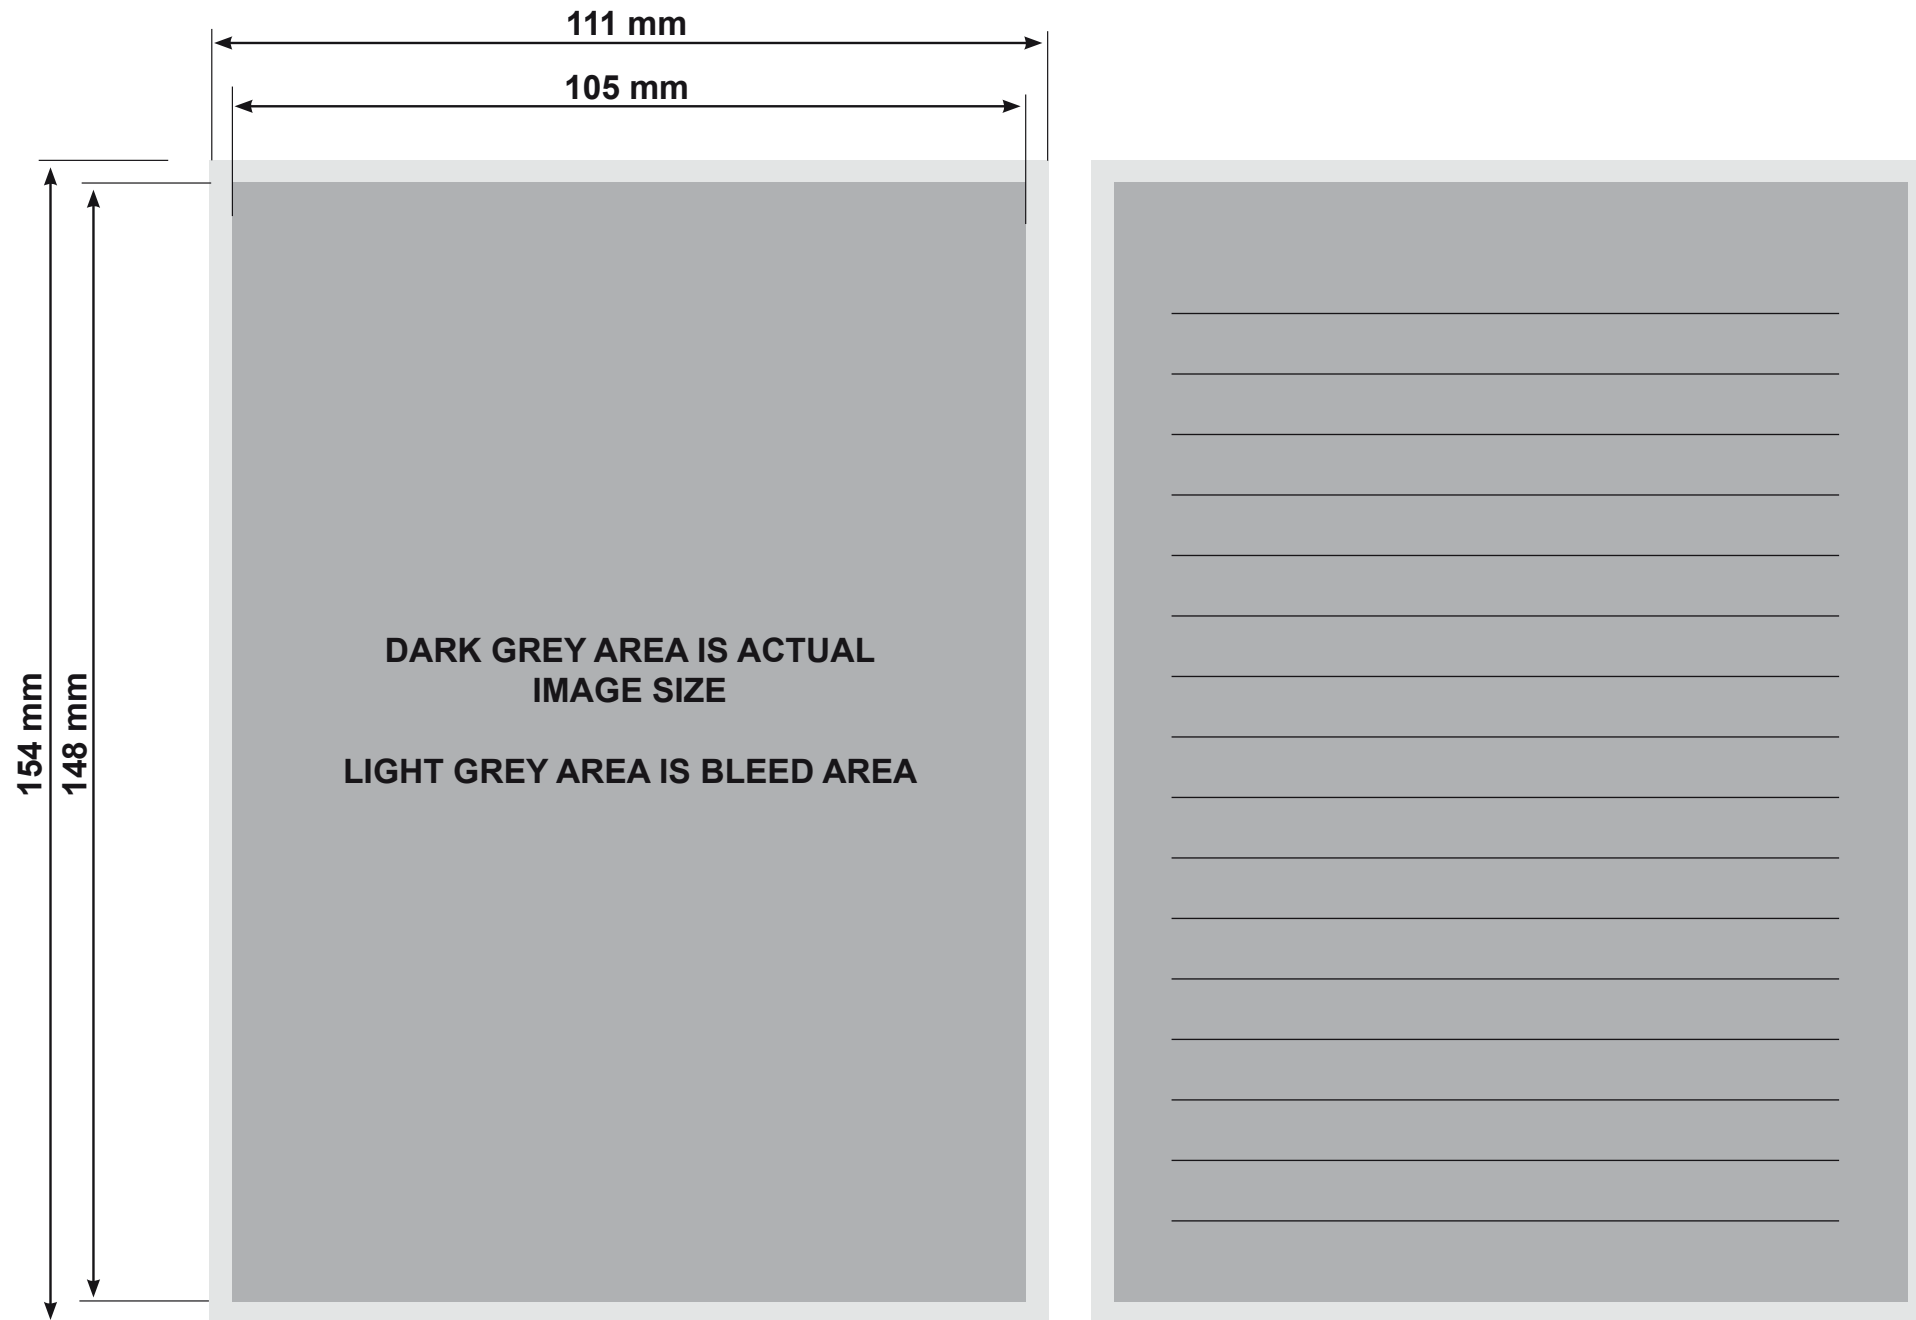 111 mm
105 mm
154 mm
148 mm
DARK GREY AREA IS ACTUAL
IMAGE SIZE
LIGHT GREY AREA IS BLEED AREA